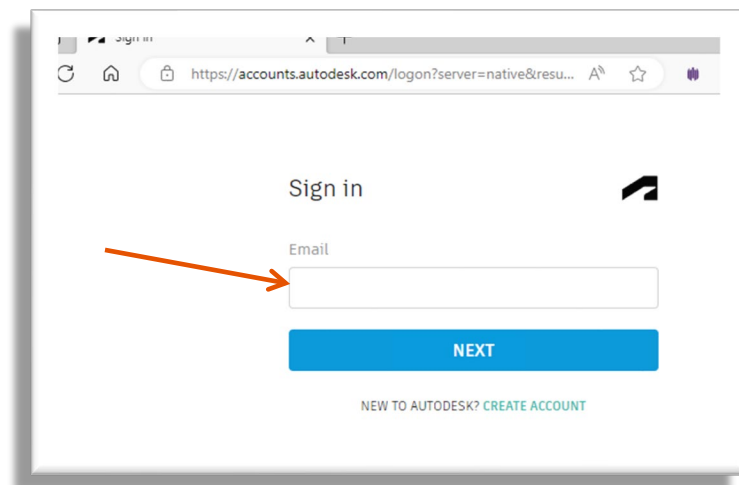 Sign in
https://accounts.autodesk.com/logon?server=native&resu... A
Sign in
Email
NEXT
NEW TO AUTODESK? CREATE ACCOUNT